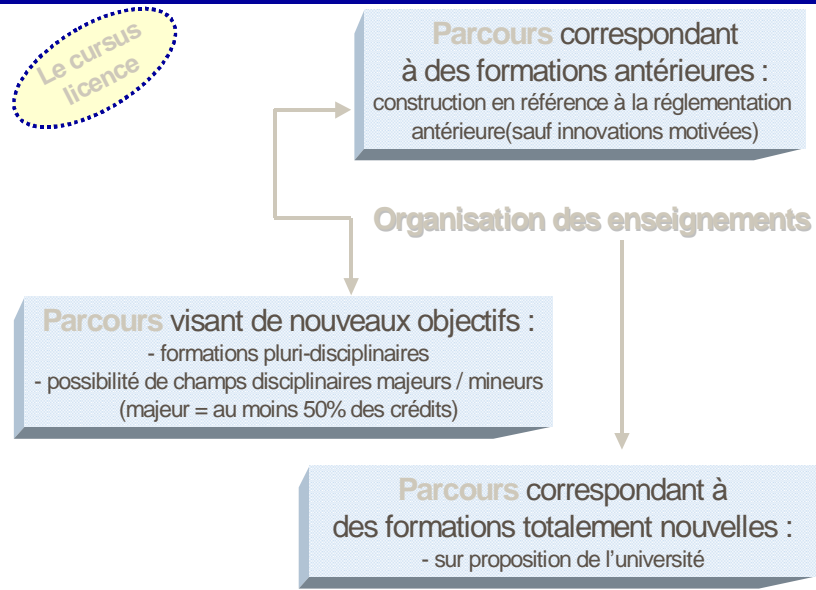 Le cursus
licence
Parcours correspondant
à des formations antérieures :
construction en référence à la réglementation
antérieure(sauf innovations motivées)
Organisation des enseignements
Parcours visant de nouveaux objectifs :
- formations pluri-disciplinaires
- possibilité de champs disciplinaires majeurs / mineurs
(majeur = au moins 50% des crédits)
Parcours correspondant à
des formations totalement nouvelles :
- sur proposition de l’université